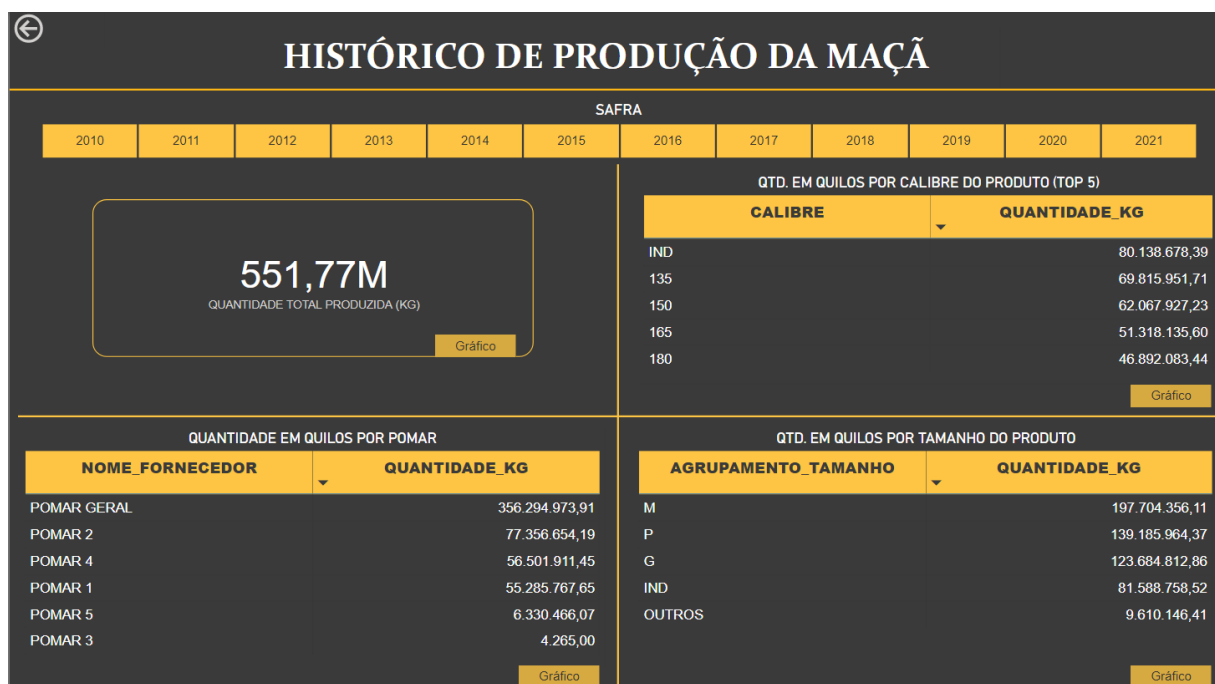 HISTÓRICO DE PRODUÇÃO DA MAÇÃ
SAFRA
2010 2011 2012 2013 2014 2015 2016 2017 2018 2019 2020 2021
551,77M
QUANTIDADE TOTAL PRODUZIDA (KG)
Gráfico
QTD. EM QUILOS POR CALIBRE DO PRODUTO (TOP 5)
CALIBRE QUANTIDADE_KG
IND 80.138.678,39
135 69.815.951,71
150 62.067.927,23
165 51.318.135,60
180 46.892.083,44
Gráfico
QUANTIDADE EM QUILOS POR POMAR
NOME_FORNECEDOR QUANTIDADE_KG
POMAR GERAL 356.294.973,91
POMAR 2 77.356.654,19
POMAR 4 56.501.911,45
POMAR 1 55.285.767,65
POMAR 5 6.330.466,07
POMAR 3 4.265,00
Gráfico
QTD. EM QUILOS POR TAMANHO DO PRODUTO
AGRUPAMENTO_TAMANHO QUANTIDADE_KG
M 197.704.356,11
P 139.185.964,37
G 123.684.812,86
IND 81.588.758,52
OUTROS 9.610.146,41
Gráfico